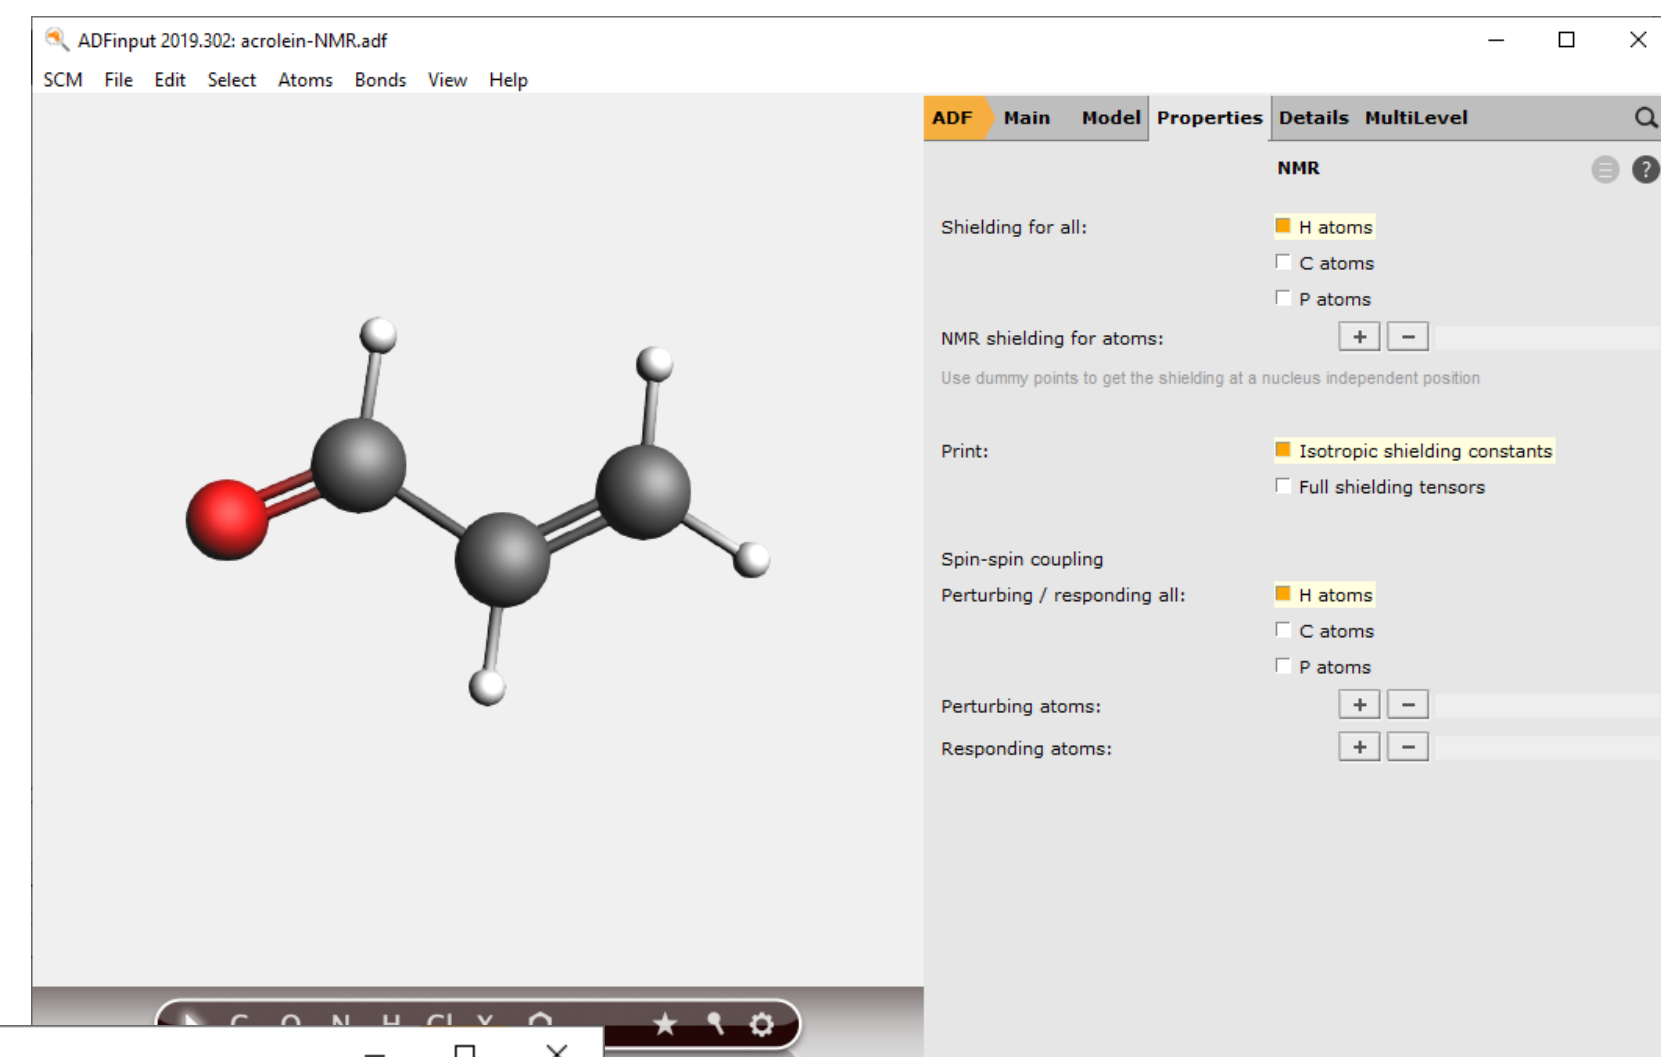 ADFinput 2019.302: acrolein-NMR.adf
SCM File Edit Select Atoms Bonds View Help
ADF Main Model Properties Details MultiLevel
NMR
?
Shielding for all: H atoms
C atoms
P atoms
NMR shielding for atoms: + −
Use dummy points to get the shielding at a nucleus independent position
Print: Isotropic shielding constants
Full shielding tensors
Spin-spin coupling
Perturbing / responding all: H atoms
C atoms
P atoms
Perturbing atoms: + −
Responding atoms: + −
C O N H Cl X